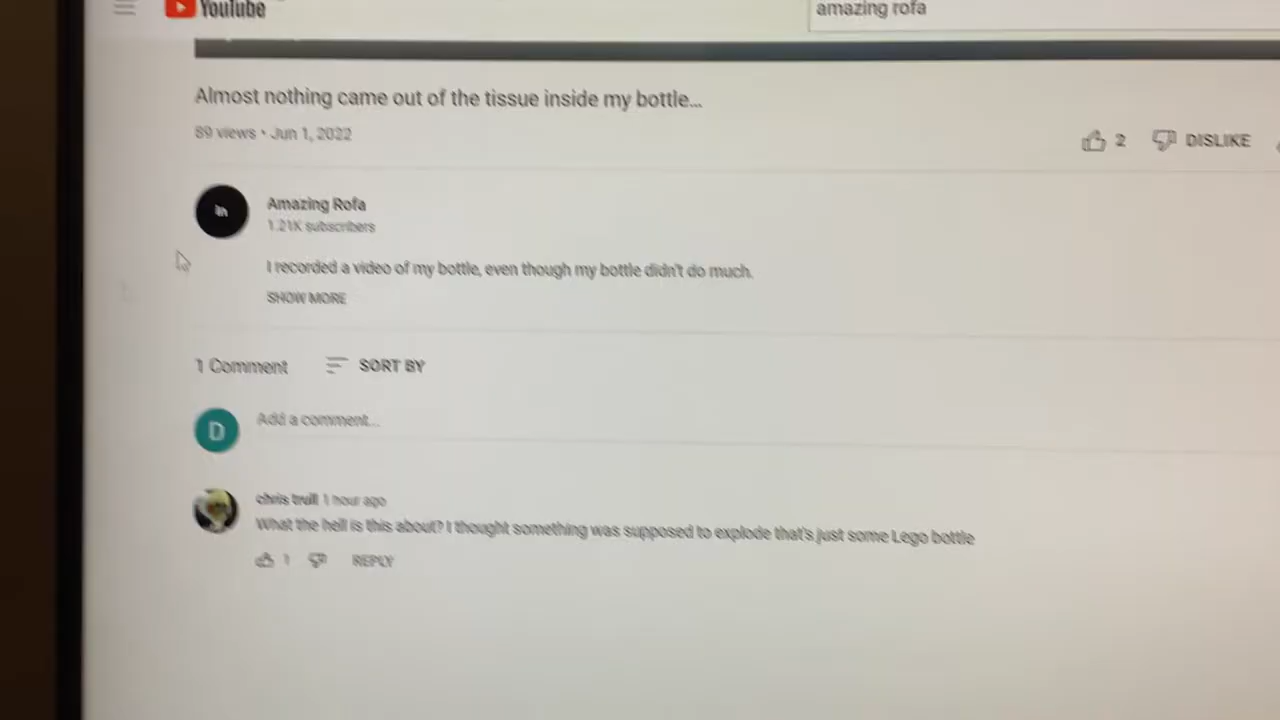 YouTube
amazing rofa
Almost nothing came out of the tissue inside my bottle...
89 views • Jun 1, 2022
2 DISLIKE
Amazing Rofa
1.21K subscribers
I recorded a video of my bottle, even though my bottle didn't do much.
SHOW MORE
1 Comment SORT BY
D Add a comment...
chris trull 1 hour ago
What the hell is this about? I thought something was supposed to explode that's just some Lego bottle
1 REPLY